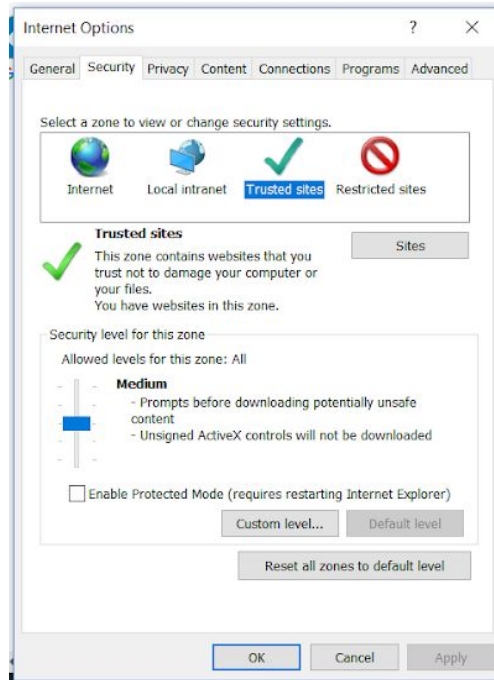 Internet Options
?
General Security Privacy Content Connections Programs Advanced
Select a zone to view or change security settings.
Internet Local intranet Trusted sites Restricted sites
Trusted sites
Sites
This zone contains websites that you
trust not to damage your computer or
your files.
You have websites in this zone.
Security level for this zone
Allowed levels for this zone: All
Medium
- Prompts before downloading potentially unsafe
content
- Unsigned ActiveX controls will not be downloaded
Enable Protected Mode (requires restarting Internet Explorer)
Custom level... Default level
Reset all zones to default level
OK Cancel Apply